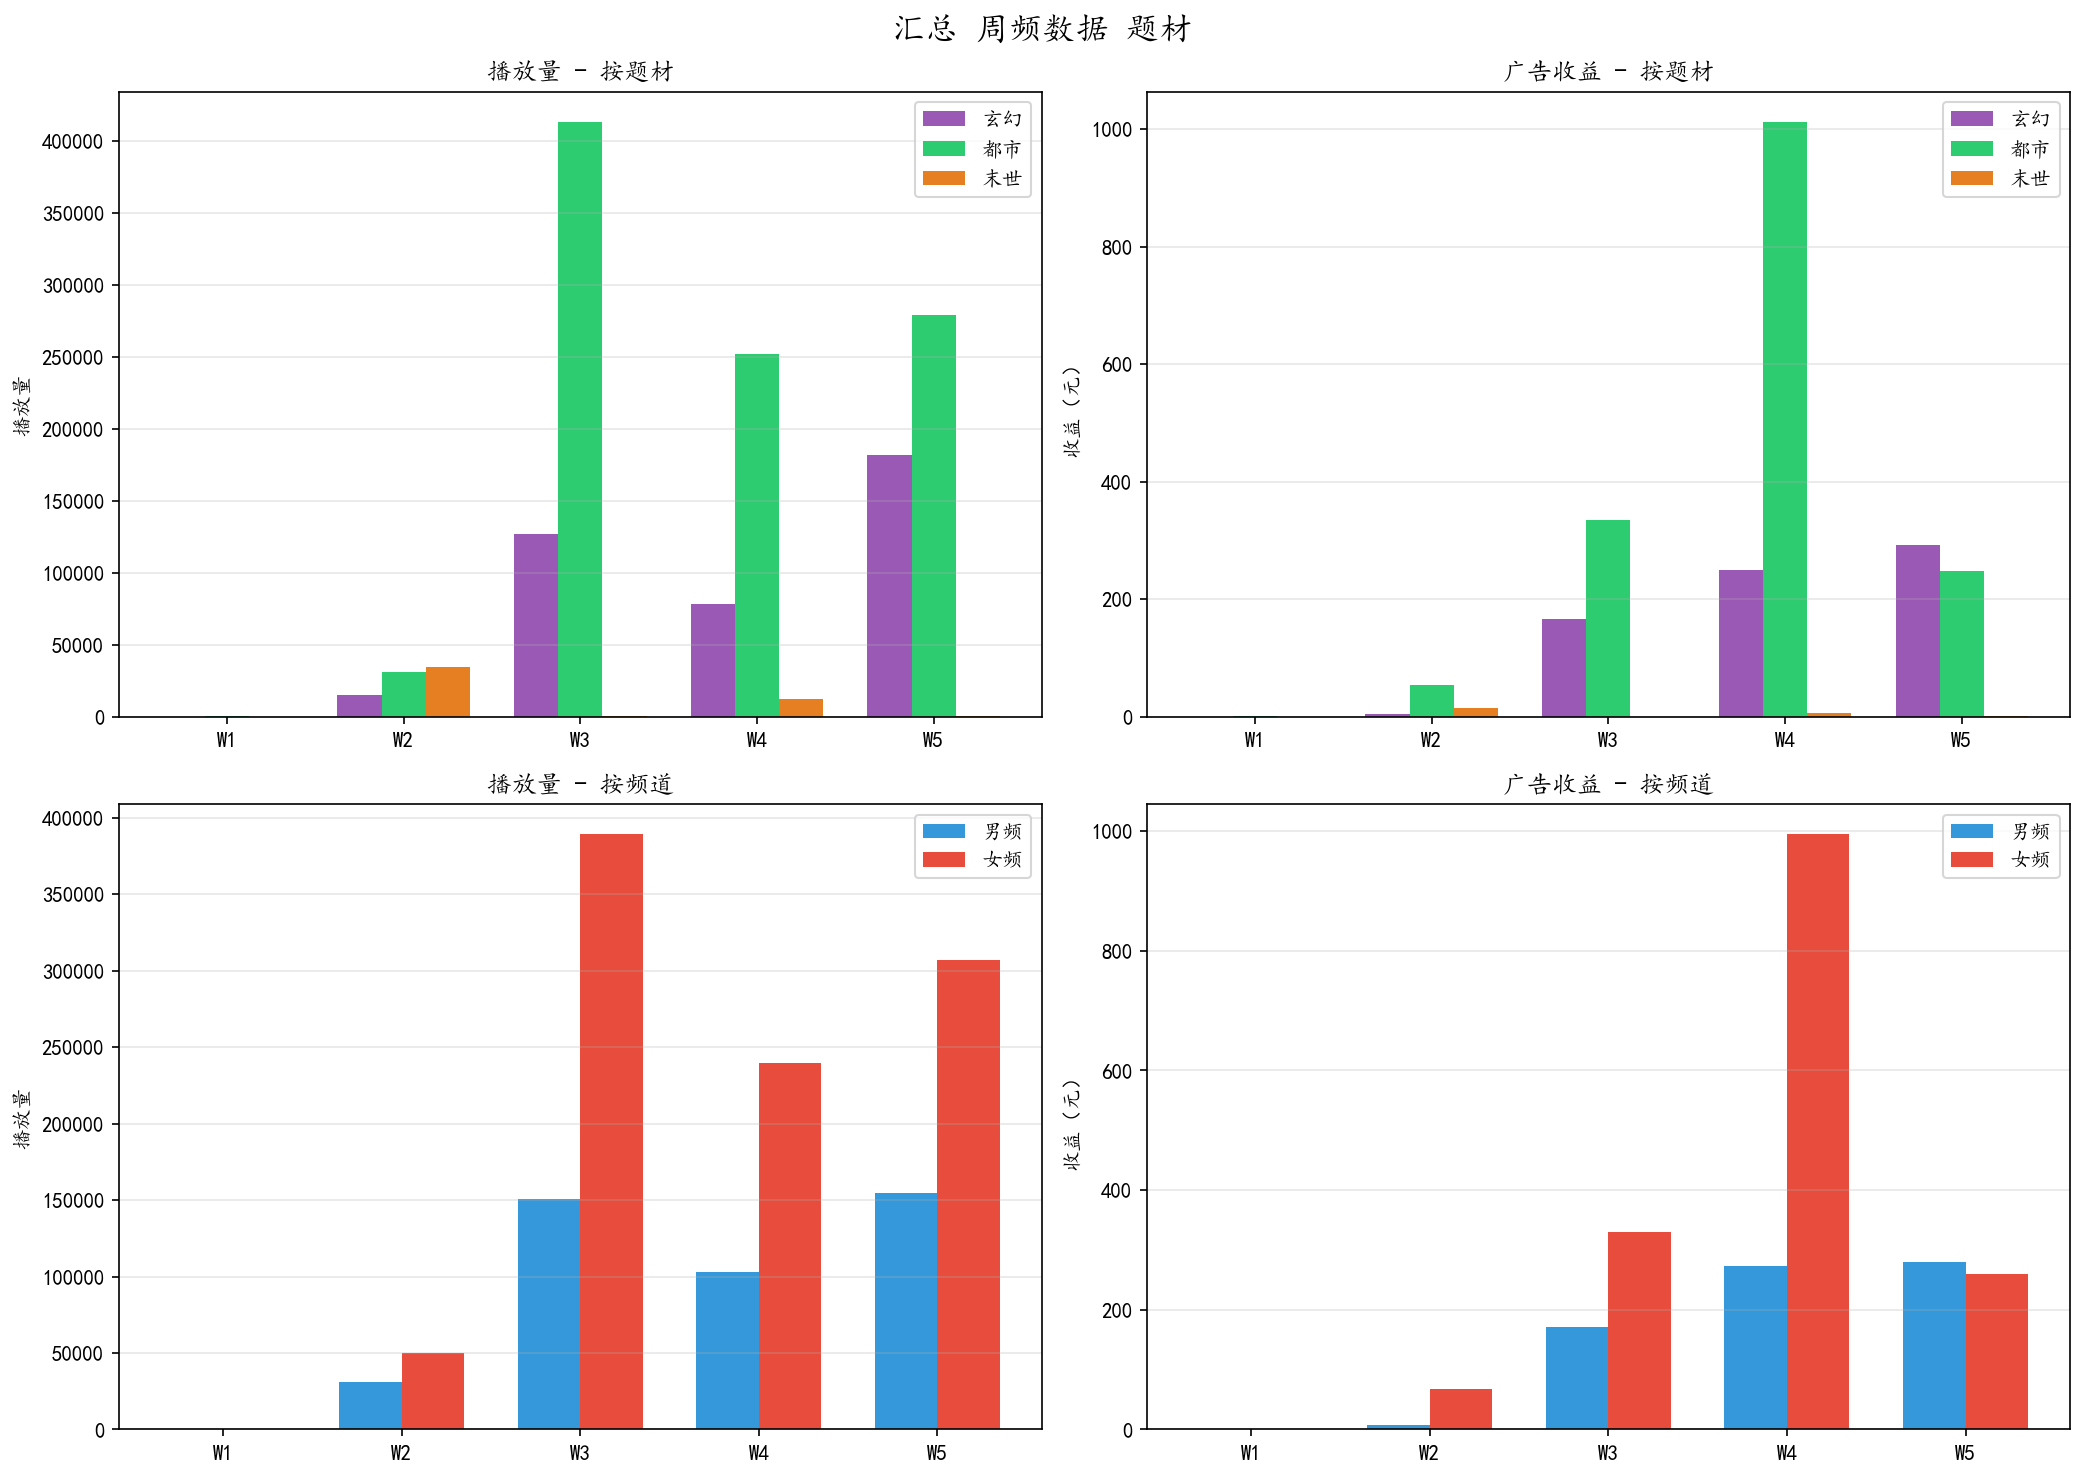 汇总 周频数据 题材
播放量 - 按题材
播放量
400000
350000
300000
250000
200000
150000
100000
50000
0
W1 W2 W3 W4 W5
玄幻
都市
末世
广告收益 - 按题材
收益 (元)
1000
800
600
400
200
0
W1 W2 W3 W4 W5
玄幻
都市
末世
播放量 - 按频道
播放量
400000
350000
300000
250000
200000
150000
100000
50000
0
W1 W2 W3 W4 W5
男频
女频
广告收益 - 按频道
收益 (元)
1000
800
600
400
200
0
W1 W2 W3 W4 W5
男频
女频